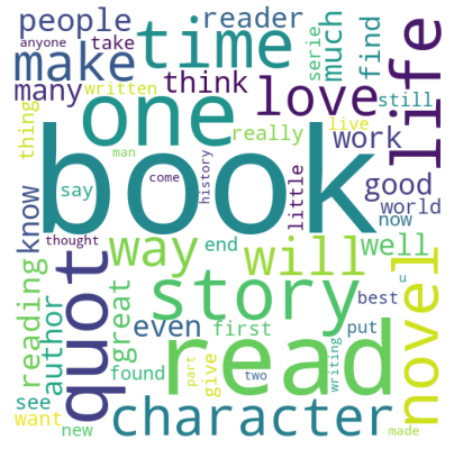 people
anyone
take
time
reader
serie
much
find
life
make
think
love
many
written
still
thing
one
really
live
work
man
book
say
come
history
little
good
world
know
thought
now
quot
way
end
will
well
reading
author
great
story
novel
best
u
even
first
put
found
read
see
part
give
two
writing
want
new
character
made